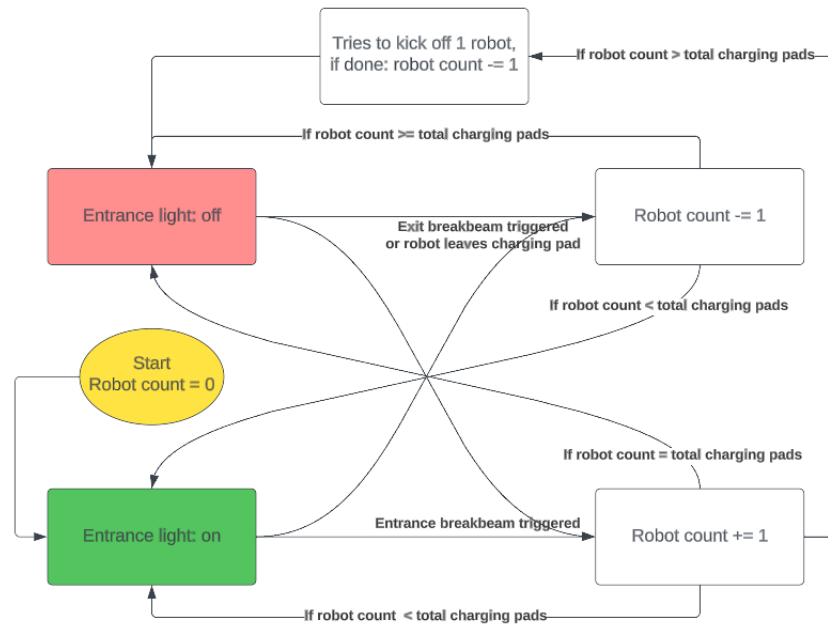 Tries to kick off 1 robot,
if done: robot count -= 1
If robot count > total charging pads
If robot count >= total charging pads
Entrance light: off
Robot count -= 1
Exit breakbeam triggered
or robot leaves charging pad
If robot count < total charging pads
Start
Robot count = 0
If robot count = total charging pads
Entrance breakbeam triggered
Entrance light: on
Robot count += 1
If robot count < total charging pads